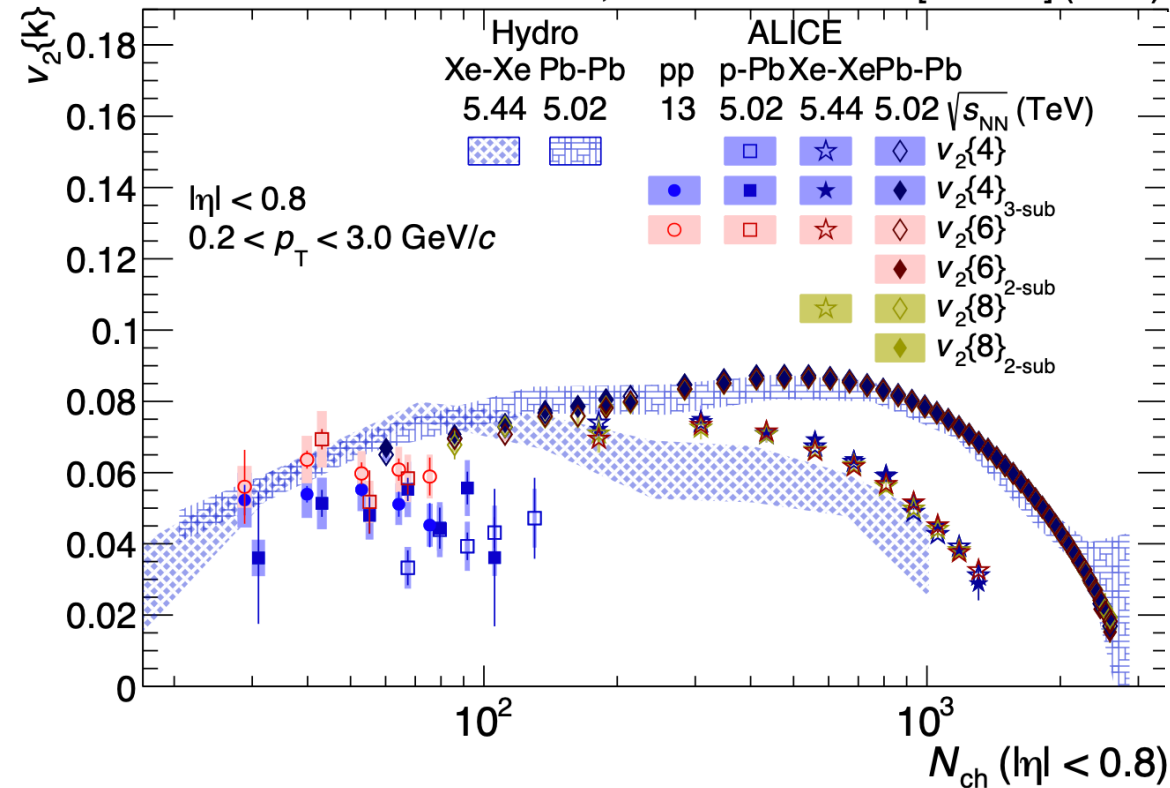 v₂{k}
0.18
0.16
0.14
0.12
0.1
0.08
0.06
0.04
0.02
0
Hydro ALICE
Xe-Xe Pb-Pb pp p-Pb Xe-Xe Pb-Pb
5.44 5.02 13 5.02 5.44 5.02 √s_NN (TeV)
v₂{4}
v₂{4}3-sub
v₂{6}
v₂{6}2-sub
v₂{8}
v₂{8}2-sub
|η| < 0.8
0.2 < p_T < 3.0 GeV/c
10² 10³
N_ch (|η| < 0.8)